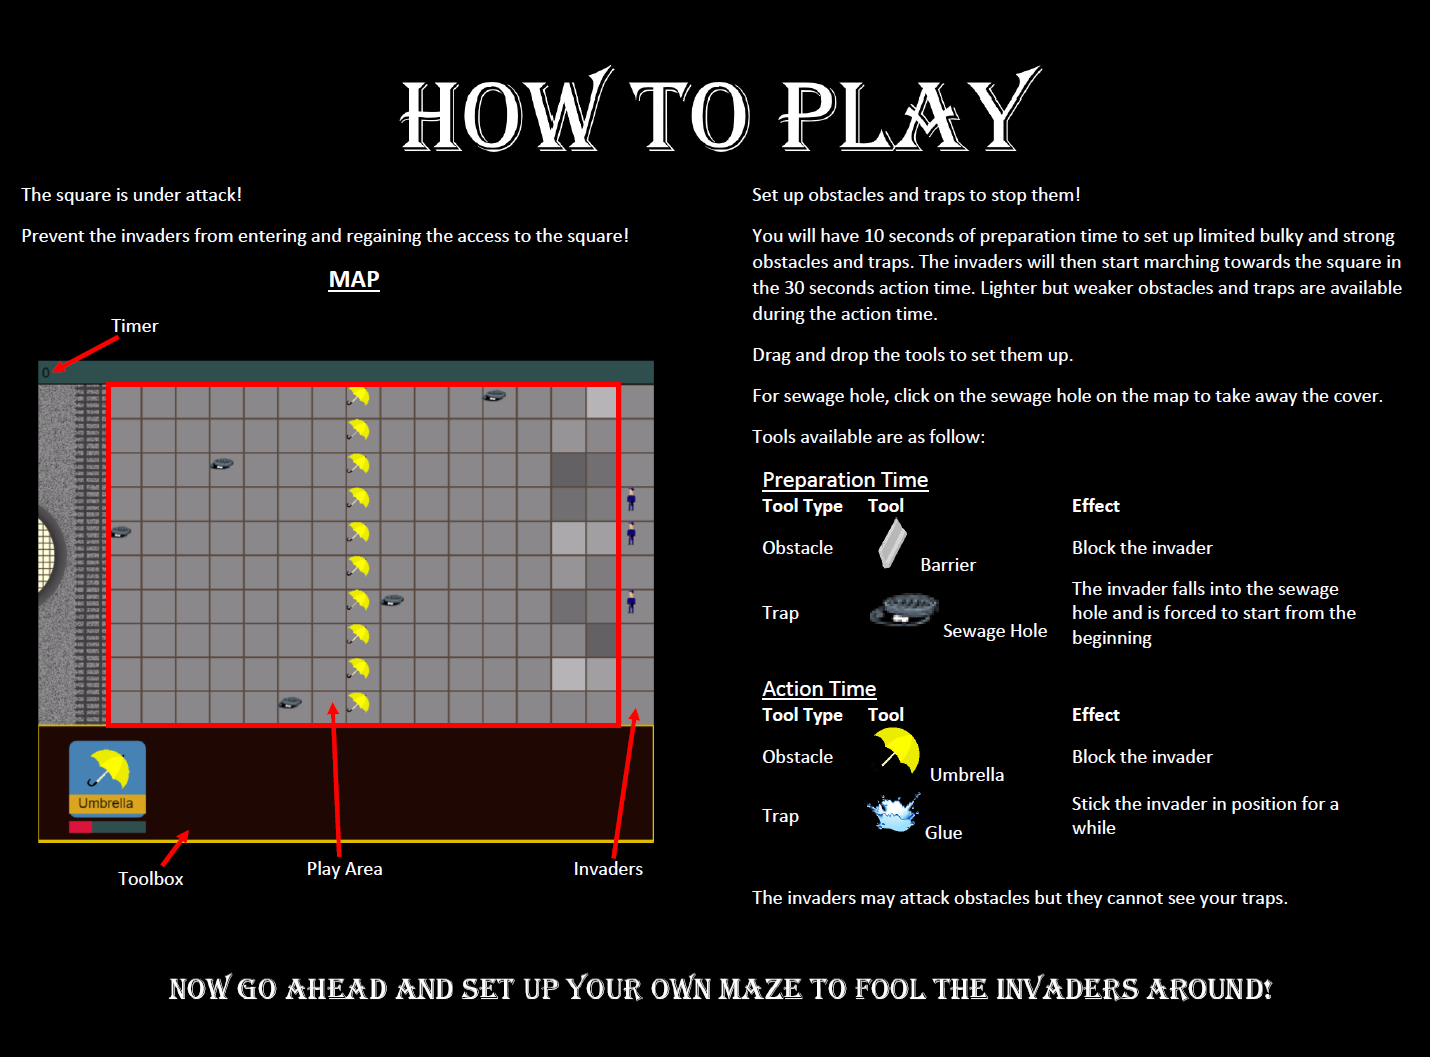 HOW TO PLAY
The square is under attack!
Prevent the invaders from entering and regaining the access to the square!
MAP
Timer
0
Umbrella
Toolbox
Play Area
Invaders
Set up obstacles and traps to stop them!
You will have 10 seconds of preparation time to set up limited bulky and strong
obstacles and traps. The invaders will then start marching towards the square in
the 30 seconds action time. Lighter but weaker obstacles and traps are available
during the action time.
Drag and drop the tools to set them up.
For sewage hole, click on the sewage hole on the map to take away the cover.
Tools available are as follow:
Preparation Time
Tool Type Tool Effect
Obstacle Barrier Block the invader
Trap Sewage Hole The invader falls into the sewage
hole and is forced to start from the
beginning
Action Time
Tool Type Tool Effect
Obstacle Umbrella Block the invader
Trap Glue Stick the invader in position for a
while
The invaders may attack obstacles but they cannot see your traps.
NOW GO AHEAD AND SET UP YOUR OWN MAZE TO FOOL THE INVADERS AROUND!